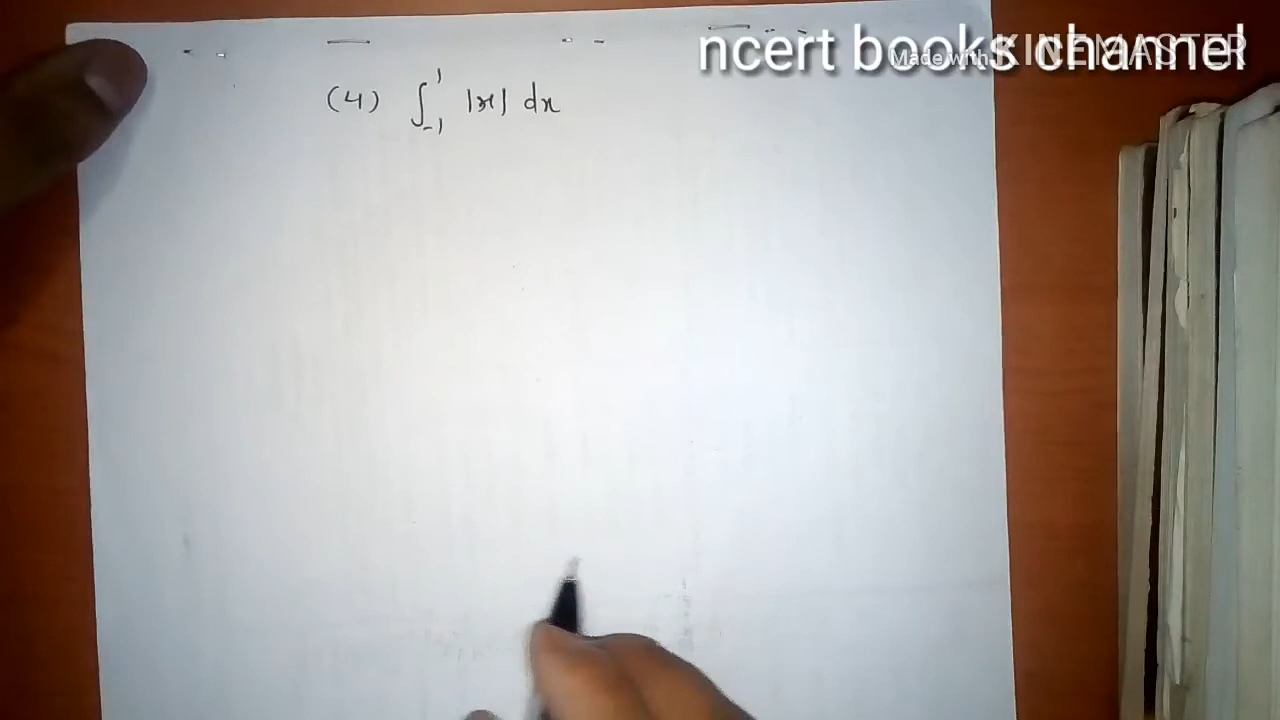 ncert books channel
Made with KINEMASTER
(4) ∫₋₁¹ |x| dx